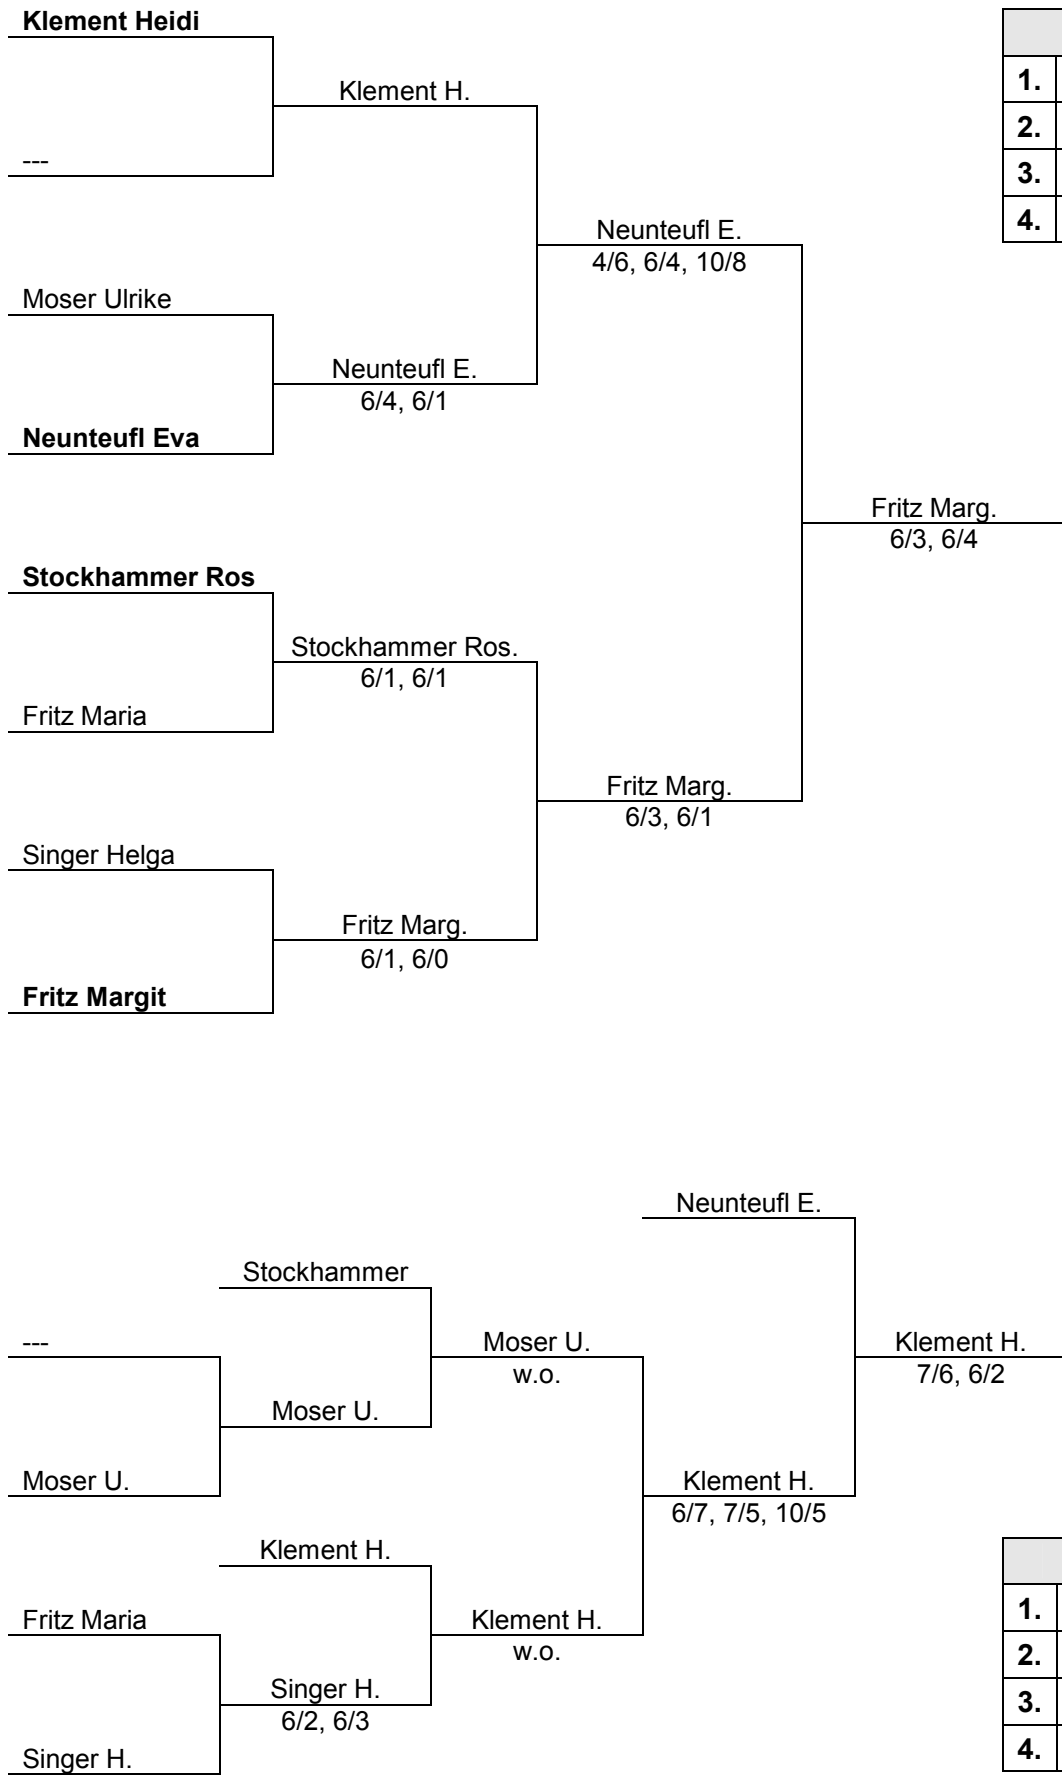 Klement Heidi
Klement H.
1.
2.
---
3.
4.
Neunteufl E.
4/6, 6/4, 10/8
Moser Ulrike
Neunteufl E.
6/4, 6/1
Neunteufl Eva
Fritz Marg.
6/3, 6/4
Stockhammer Ros
Stockhammer Ros.
6/1, 6/1
Fritz Maria
Fritz Marg.
6/3, 6/1
Singer Helga
Fritz Marg.
6/1, 6/0
Fritz Margit
Neunteufl E.
Stockhammer
---
Moser U.
w.o.
Klement H.
7/6, 6/2
Moser U.
Moser U.
Klement H.
6/7, 7/5, 10/5
Klement H.
Fritz Maria
Klement H.
w.o.
1.
2.
Singer H.
6/2, 6/3
3.
4.
Singer H.